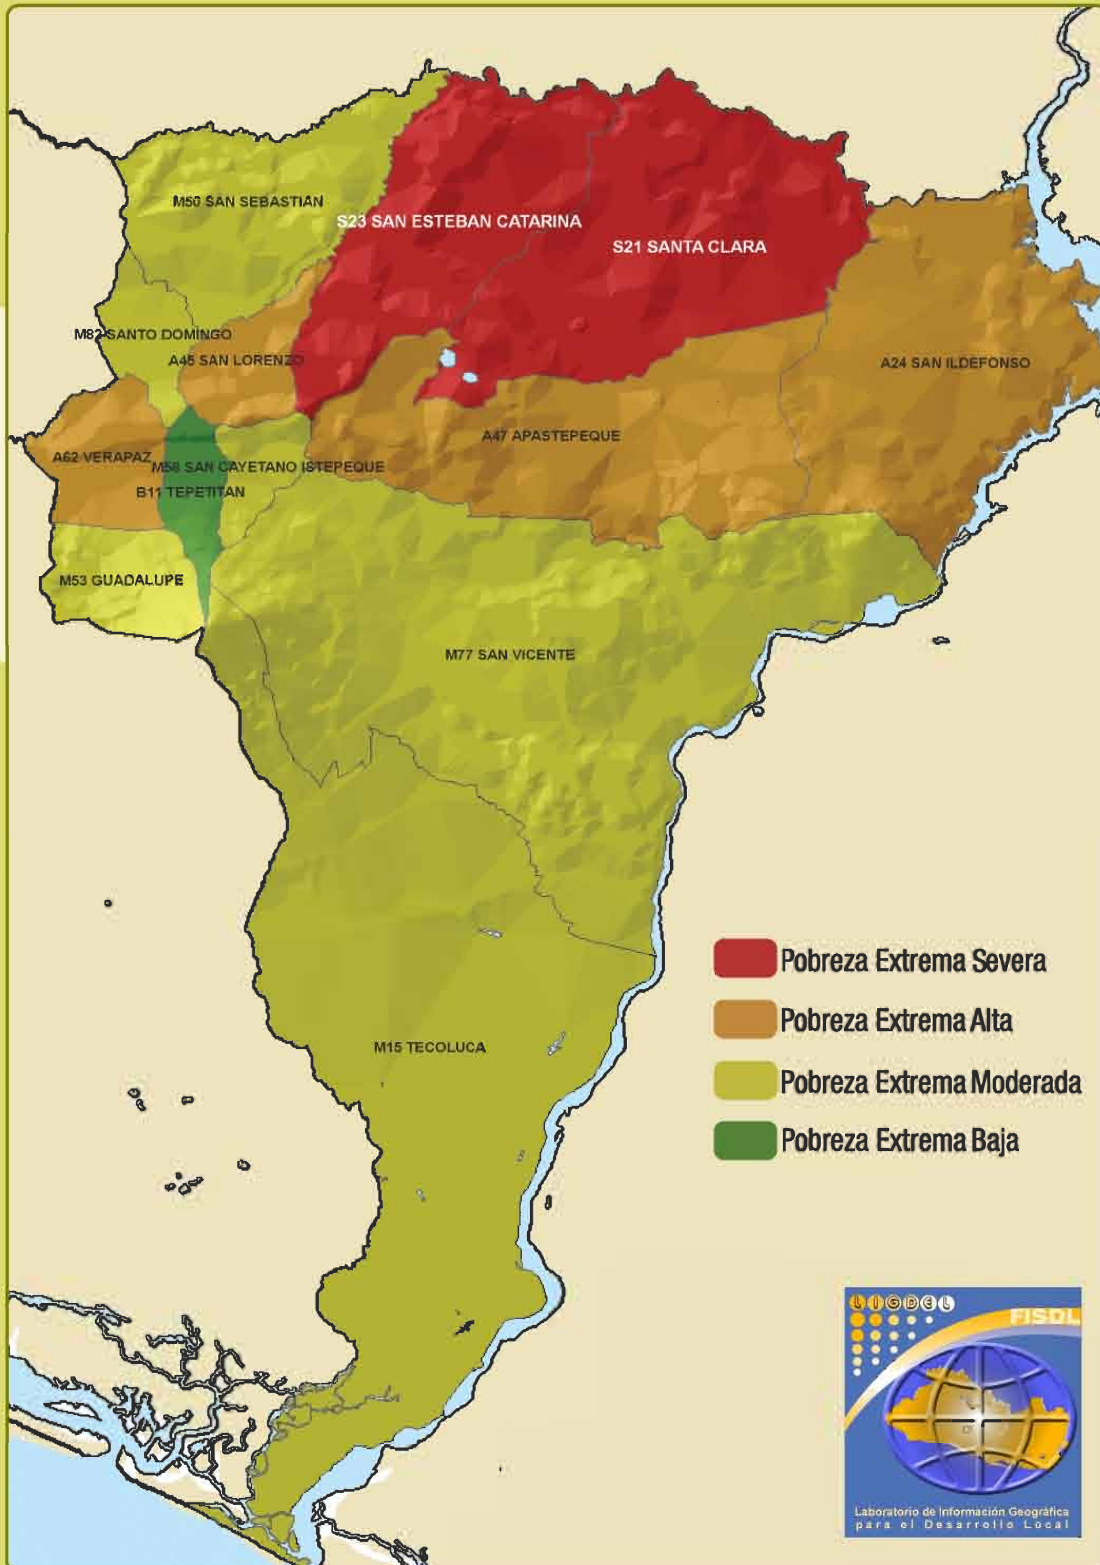 M50 SAN SEBASTIAN
S23 SAN ESTEBAN CATARINA
S21 SANTA CLARA
M82 SANTO DOMINGO
A45 SAN LORENZO
A24 SAN ILDEFONSO
A47 APASTEPEQUE
A62 VERAPAZ
M58 SAN CAYETANO ISTEPEQUE
B11 TEPETITAN
M53 GUADALUPE
M77 SAN VICENTE
M15 TECOLUCA
Pobreza Extrema Severa
Pobreza Extrema Alta
Pobreza Extrema Moderada
Pobreza Extrema Baja
LIGDEL
FISDL
Laboratorio de Información Geográfica
para el Desarrollo Local